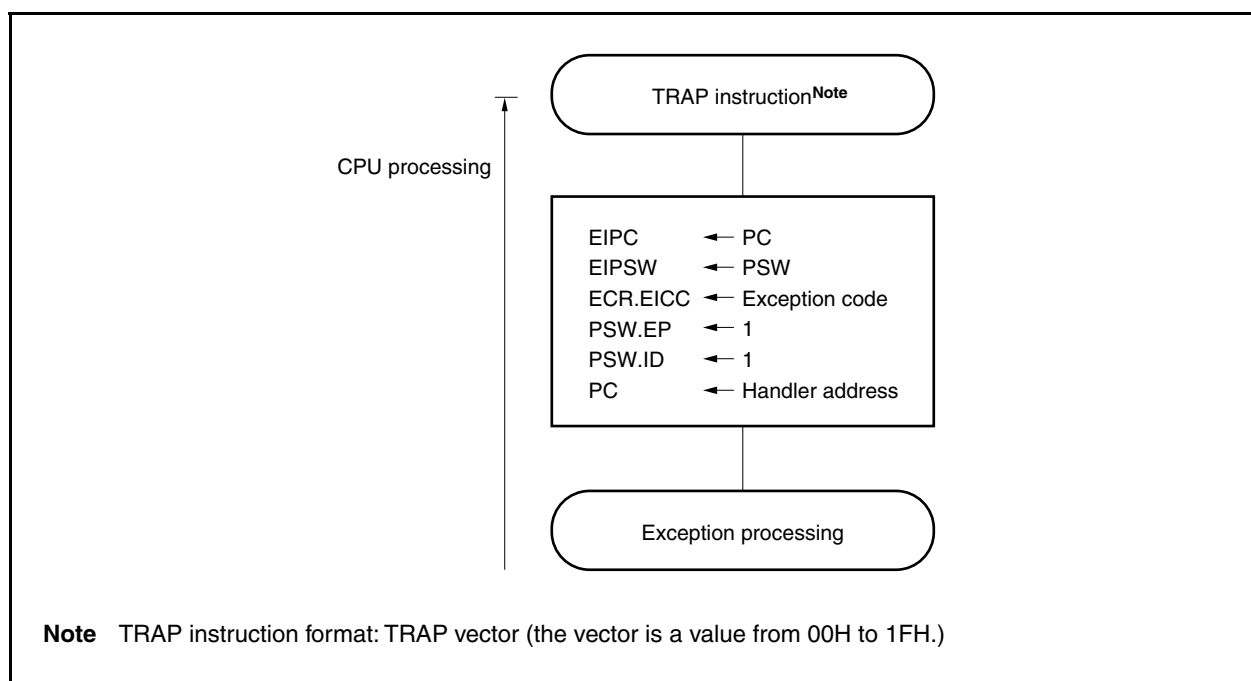 TRAP instructionNote
CPU processing
EIPC ← PC
EIPSW ← PSW
ECR.EICC ← Exception code
PSW.EP ← 1
PSW.ID ← 1
PC ← Handler address
Exception processing
Note TRAP instruction format: TRAP vector (the vector is a value from 00H to 1FH.)